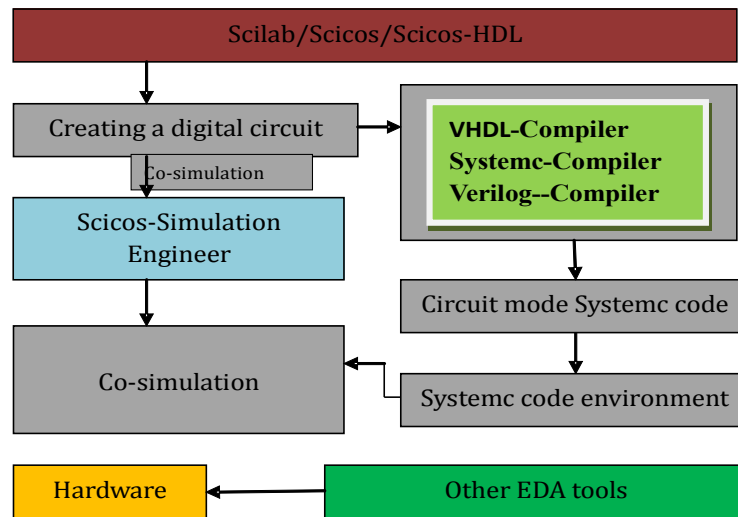 Scilab/Scicos/Scicos-HDL
Creating a digital circuit
Co-simulation
VHDL-Compiler
Systemc-Compiler
Verilog--Compiler
Scicos-Simulation
Engineer
Circuit mode Systemc code
Co-simulation
Systemc code environment
Hardware
Other EDA tools